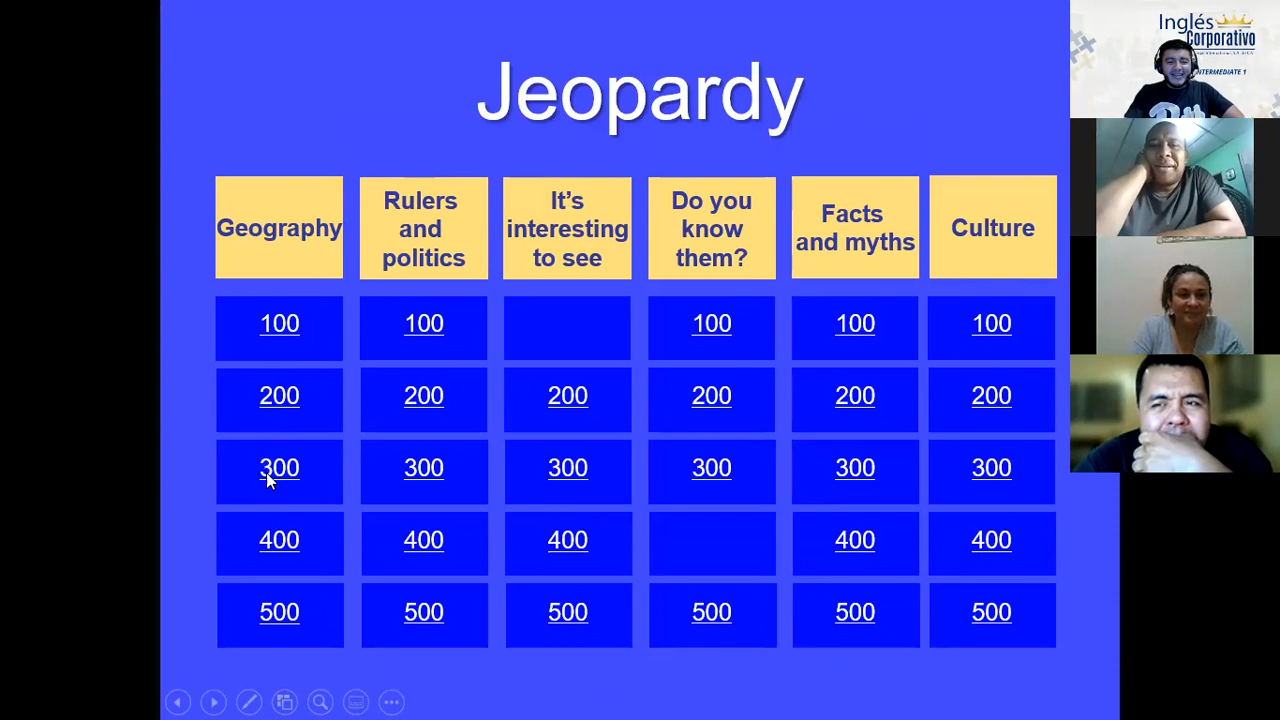 Jeopardy
Geography
Rulers
and
politics
It's
interesting
to see
Do you
know
them?
Facts
and myths
Culture
100
100
100
100
100
200
200
200
200
200
200
300
300
300
300
300
300
400
400
400
400
400
500
500
500
500
500
500
Inglés
Corporativo
INTERMEDIATE 1